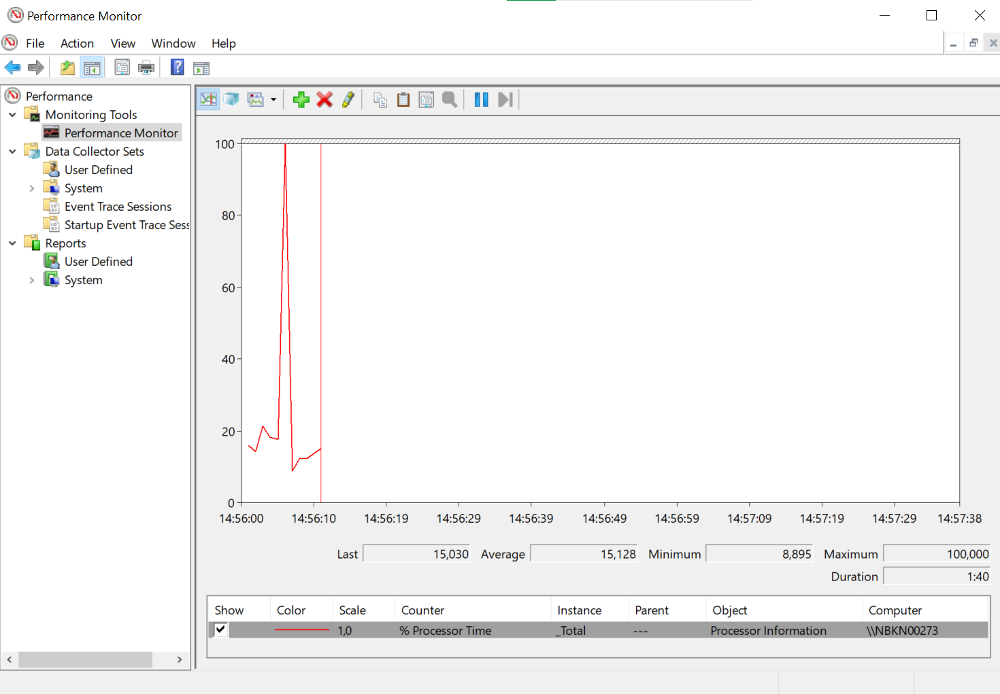 Performance Monitor
File Action View Window Help
Performance
Monitoring Tools
Performance Monitor
Data Collector Sets
User Defined
System
Event Trace Sessions
Startup Event Trace Sess
Reports
User Defined
System
100
80
60
40
20
0
14:56:00 14:56:10 14:56:19 14:56:29 14:56:39 14:56:49 14:56:59 14:57:09 14:57:19 14:57:29 14:57:38
Last 15,030 Average 15,128 Minimum 8,895 Maximum 100,000
Duration 1:40
Show Color Scale Counter Instance Parent Object Computer
1,0 % Processor Time _Total --- Processor Information \\NBKN00273